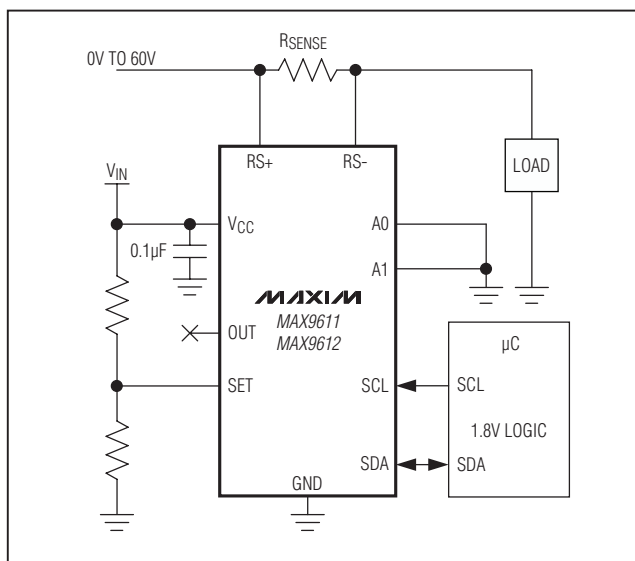 RSENSE
0V TO 60V
RS+
RS-
LOAD
VIN
VCC
0.1µF
A0
A1
MAXIM
MAX9611
MAX9612
OUT
SET
µC
SCL
SCL
1.8V LOGIC
SDA
SDA
GND